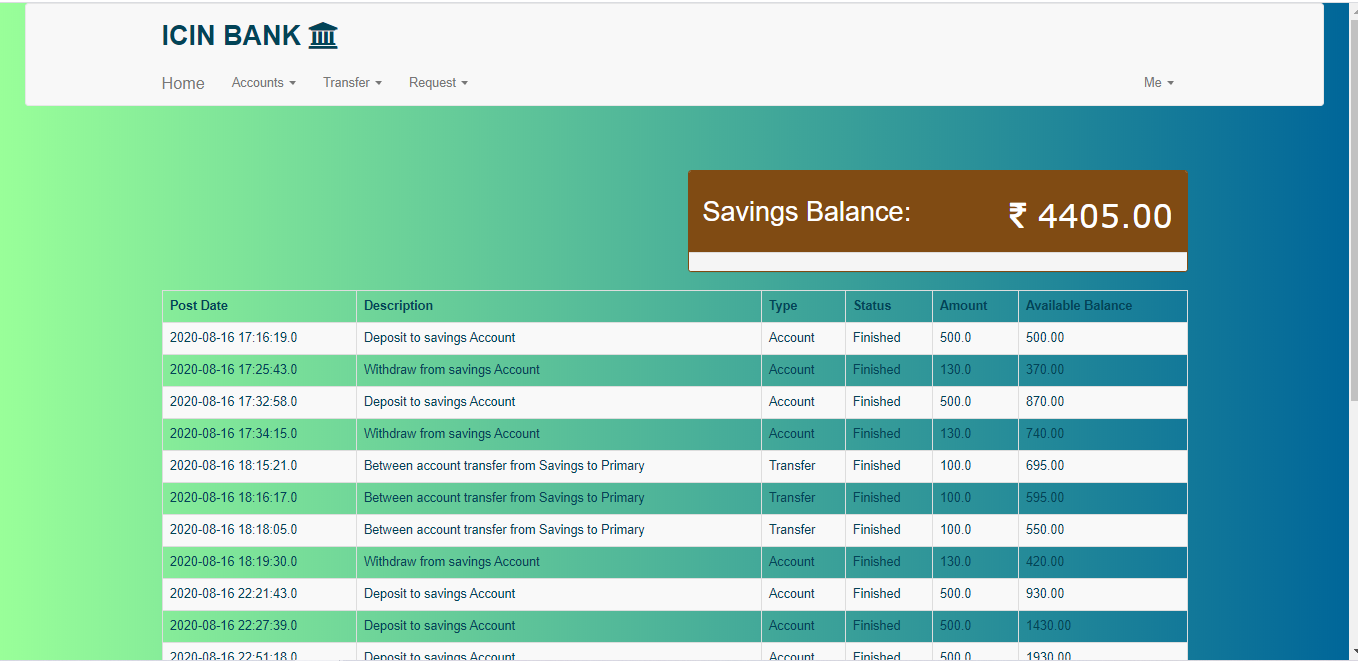 ICIN BANK
Home Accounts Transfer Request Me
Savings Balance: ₹ 4405.00
Post Date Description Type Status Amount Available Balance
2020-08-16 17:16:19.0 Deposit to savings Account Account Finished 500.0 500.00
2020-08-16 17:25:43.0 Withdraw from savings Account Account Finished 130.0 370.00
2020-08-16 17:32:58.0 Deposit to savings Account Account Finished 500.0 870.00
2020-08-16 17:34:15.0 Withdraw from savings Account Account Finished 130.0 740.00
2020-08-16 18:15:21.0 Between account transfer from Savings to Primary Transfer Finished 100.0 695.00
2020-08-16 18:16:17.0 Between account transfer from Savings to Primary Transfer Finished 100.0 595.00
2020-08-16 18:18:05.0 Between account transfer from Savings to Primary Transfer Finished 100.0 550.00
2020-08-16 18:19:30.0 Withdraw from savings Account Account Finished 130.0 420.00
2020-08-16 22:21:43.0 Deposit to savings Account Account Finished 500.0 930.00
2020-08-16 22:27:39.0 Deposit to savings Account Account Finished 500.0 1430.00
2020-08-16 22:51:18.0 Deposit to savings Account Account Finished 500.0 1930.00